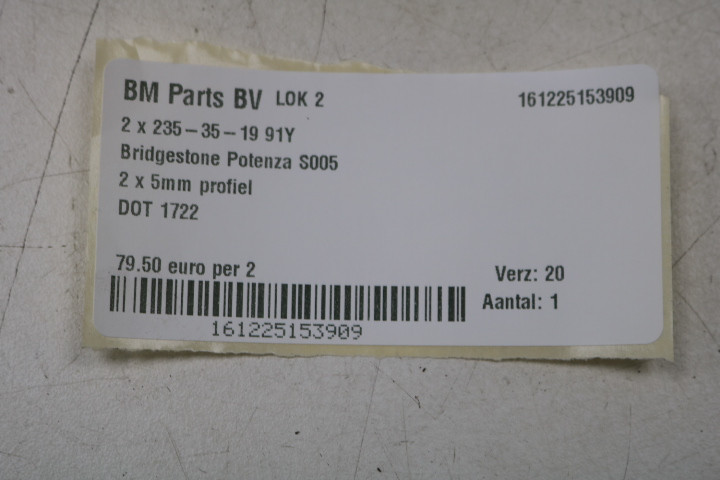 BM Parts BV LOK 2 161225153909
2 x 235-35-19 91Y
Bridgestone Potenza S005
2 x 5mm profiel
DOT 1722
79.50 euro per 2 Verz: 20
Aantal: 1
161225153909